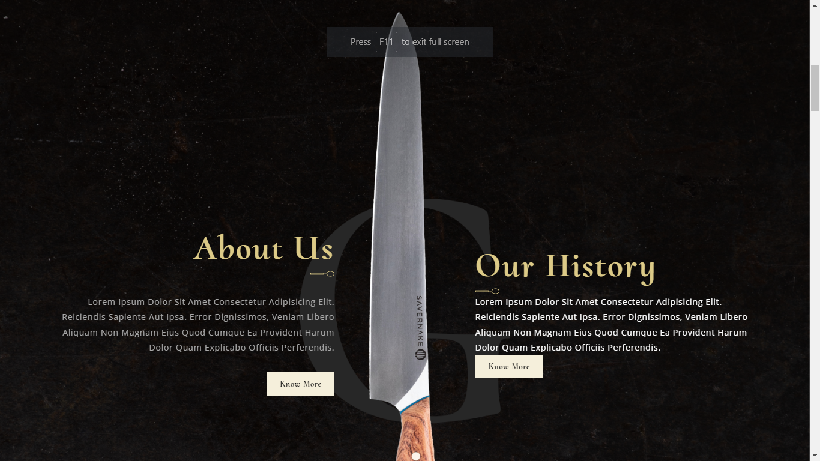 Press F11 to exit full screen
About Us
Lorem Ipsum Dolor Sit Amet Consectetur Adipisicing Elit.
Reiciendis Sapiente Aut Ipsa. Error Dignissimos, Veniam Libero
Aliquam Non Magnam Eius Quod Cumque Ea Provident Harum
Dolor Quam Explicabo Officiis Perferendis.
Know More
G
SAVERNAKE
Our History
Lorem Ipsum Dolor Sit Amet Consectetur Adipisicing Elit.
Reiciendis Sapiente Aut Ipsa. Error Dignissimos, Veniam Libero
Aliquam Non Magnam Eius Quod Cumque Ea Provident Harum
Dolor Quam Explicabo Officiis Perferendis.
Know More